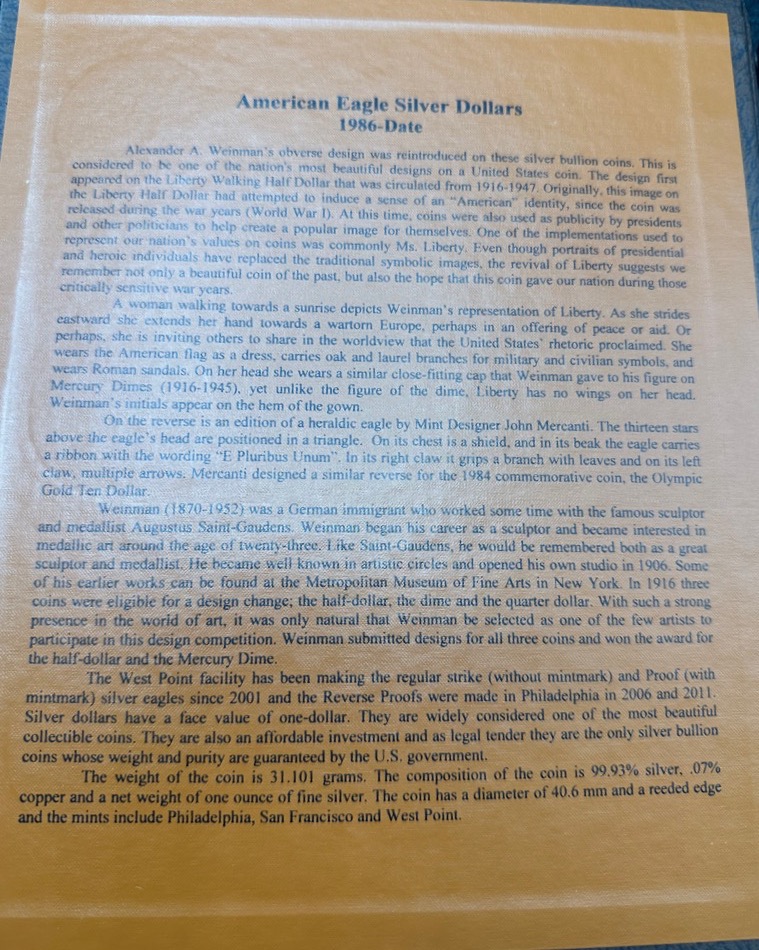 American Eagle Silver Dollars
1986-Date
Alexander A. Weinman's obverse design was reintroduced on these silver bullion coins. This is
considered to be one of the nation's most beautiful designs on a United States coin. The design first
appeared on the Liberty Walking Half Dollar that was circulated from 1916-1947. Originally, this image on
the Liberty Half Dollar had attempted to induce a sense of an "American" identity, since the coin was
released during the war years (World War I). At this time, coins were also used as publicity by presidents
and other politicians to help create a popular image for themselves. One of the implementations used to
represent our nation's values on coins was commonly Ms. Liberty. Even though portraits of presidential
and heroic individuals have replaced the traditional symbolic images, the revival of Liberty suggests we
remember not only a beautiful coin of the past, but also the hope that this coin gave our nation during those
critically sensitive war years.
A woman walking towards a sunrise depicts Weinman's representation of Liberty. As she strides
eastward she extends her hand towards a wartorn Europe, perhaps in an offering of peace or aid. Or
perhaps, she is inviting others to share in the worldview that the United States' rhetoric proclaimed. She
wears the American flag as a dress, carries oak and laurel branches for military and civilian symbols, and
wears Roman sandals. On her head she wears a similar close-fitting cap that Weinman gave to his figure on
Mercury Dimes (1916-1945), yet unlike the figure of the dime, Liberty has no wings on her head.
Weinman's initials appear on the hem of the gown.
On the reverse is an edition of a heraldic eagle by Mint Designer John Mercanti. The thirteen stars
above the eagle's head are positioned in a triangle. On its chest is a shield, and in its beak the eagle carries
a ribbon with the wording "E Pluribus Unum". In its right claw it grips a branch with leaves and on its left
claw, multiple arrows. Mercanti designed a similar reverse for the 1984 commemorative coin, the Olympic
Gold Ten Dollar.
Weinman (1870-1952) was a German immigrant who worked some time with the famous sculptor
and medallist Augustus Saint-Gaudens. Weinman began his career as a sculptor and became interested in
medallic art around the age of twenty-three. Like Saint-Gaudens, he would be remembered both as a great
sculptor and medallist. He became well known in artistic circles and opened his own studio in 1906. Some
of his earlier works can be found at the Metropolitan Museum of Fine Arts in New York. In 1916 three
coins were eligible for a design change; the half-dollar, the dime and the quarter dollar. With such a strong
presence in the world of art, it was only natural that Weinman be selected as one of the few artists to
participate in this design competition. Weinman submitted designs for all three coins and won the award for
the half-dollar and the Mercury Dime.
The West Point facility has been making the regular strike (without mintmark) and Proof (with
mintmark) silver eagles since 2001 and the Reverse Proofs were made in Philadelphia in 2006 and 2011.
Silver dollars have a face value of one-dollar. They are widely considered one of the most beautiful
collectible coins. They are also an affordable investment and as legal tender they are the only silver bullion
coins whose weight and purity are guaranteed by the U.S. government.
The weight of the coin is 31.101 grams. The composition of the coin is 99.93% silver, .07%
copper and a net weight of one ounce of fine silver. The coin has a diameter of 40.6 mm and a reeded edge
and the mints include Philadelphia, San Francisco and West Point.